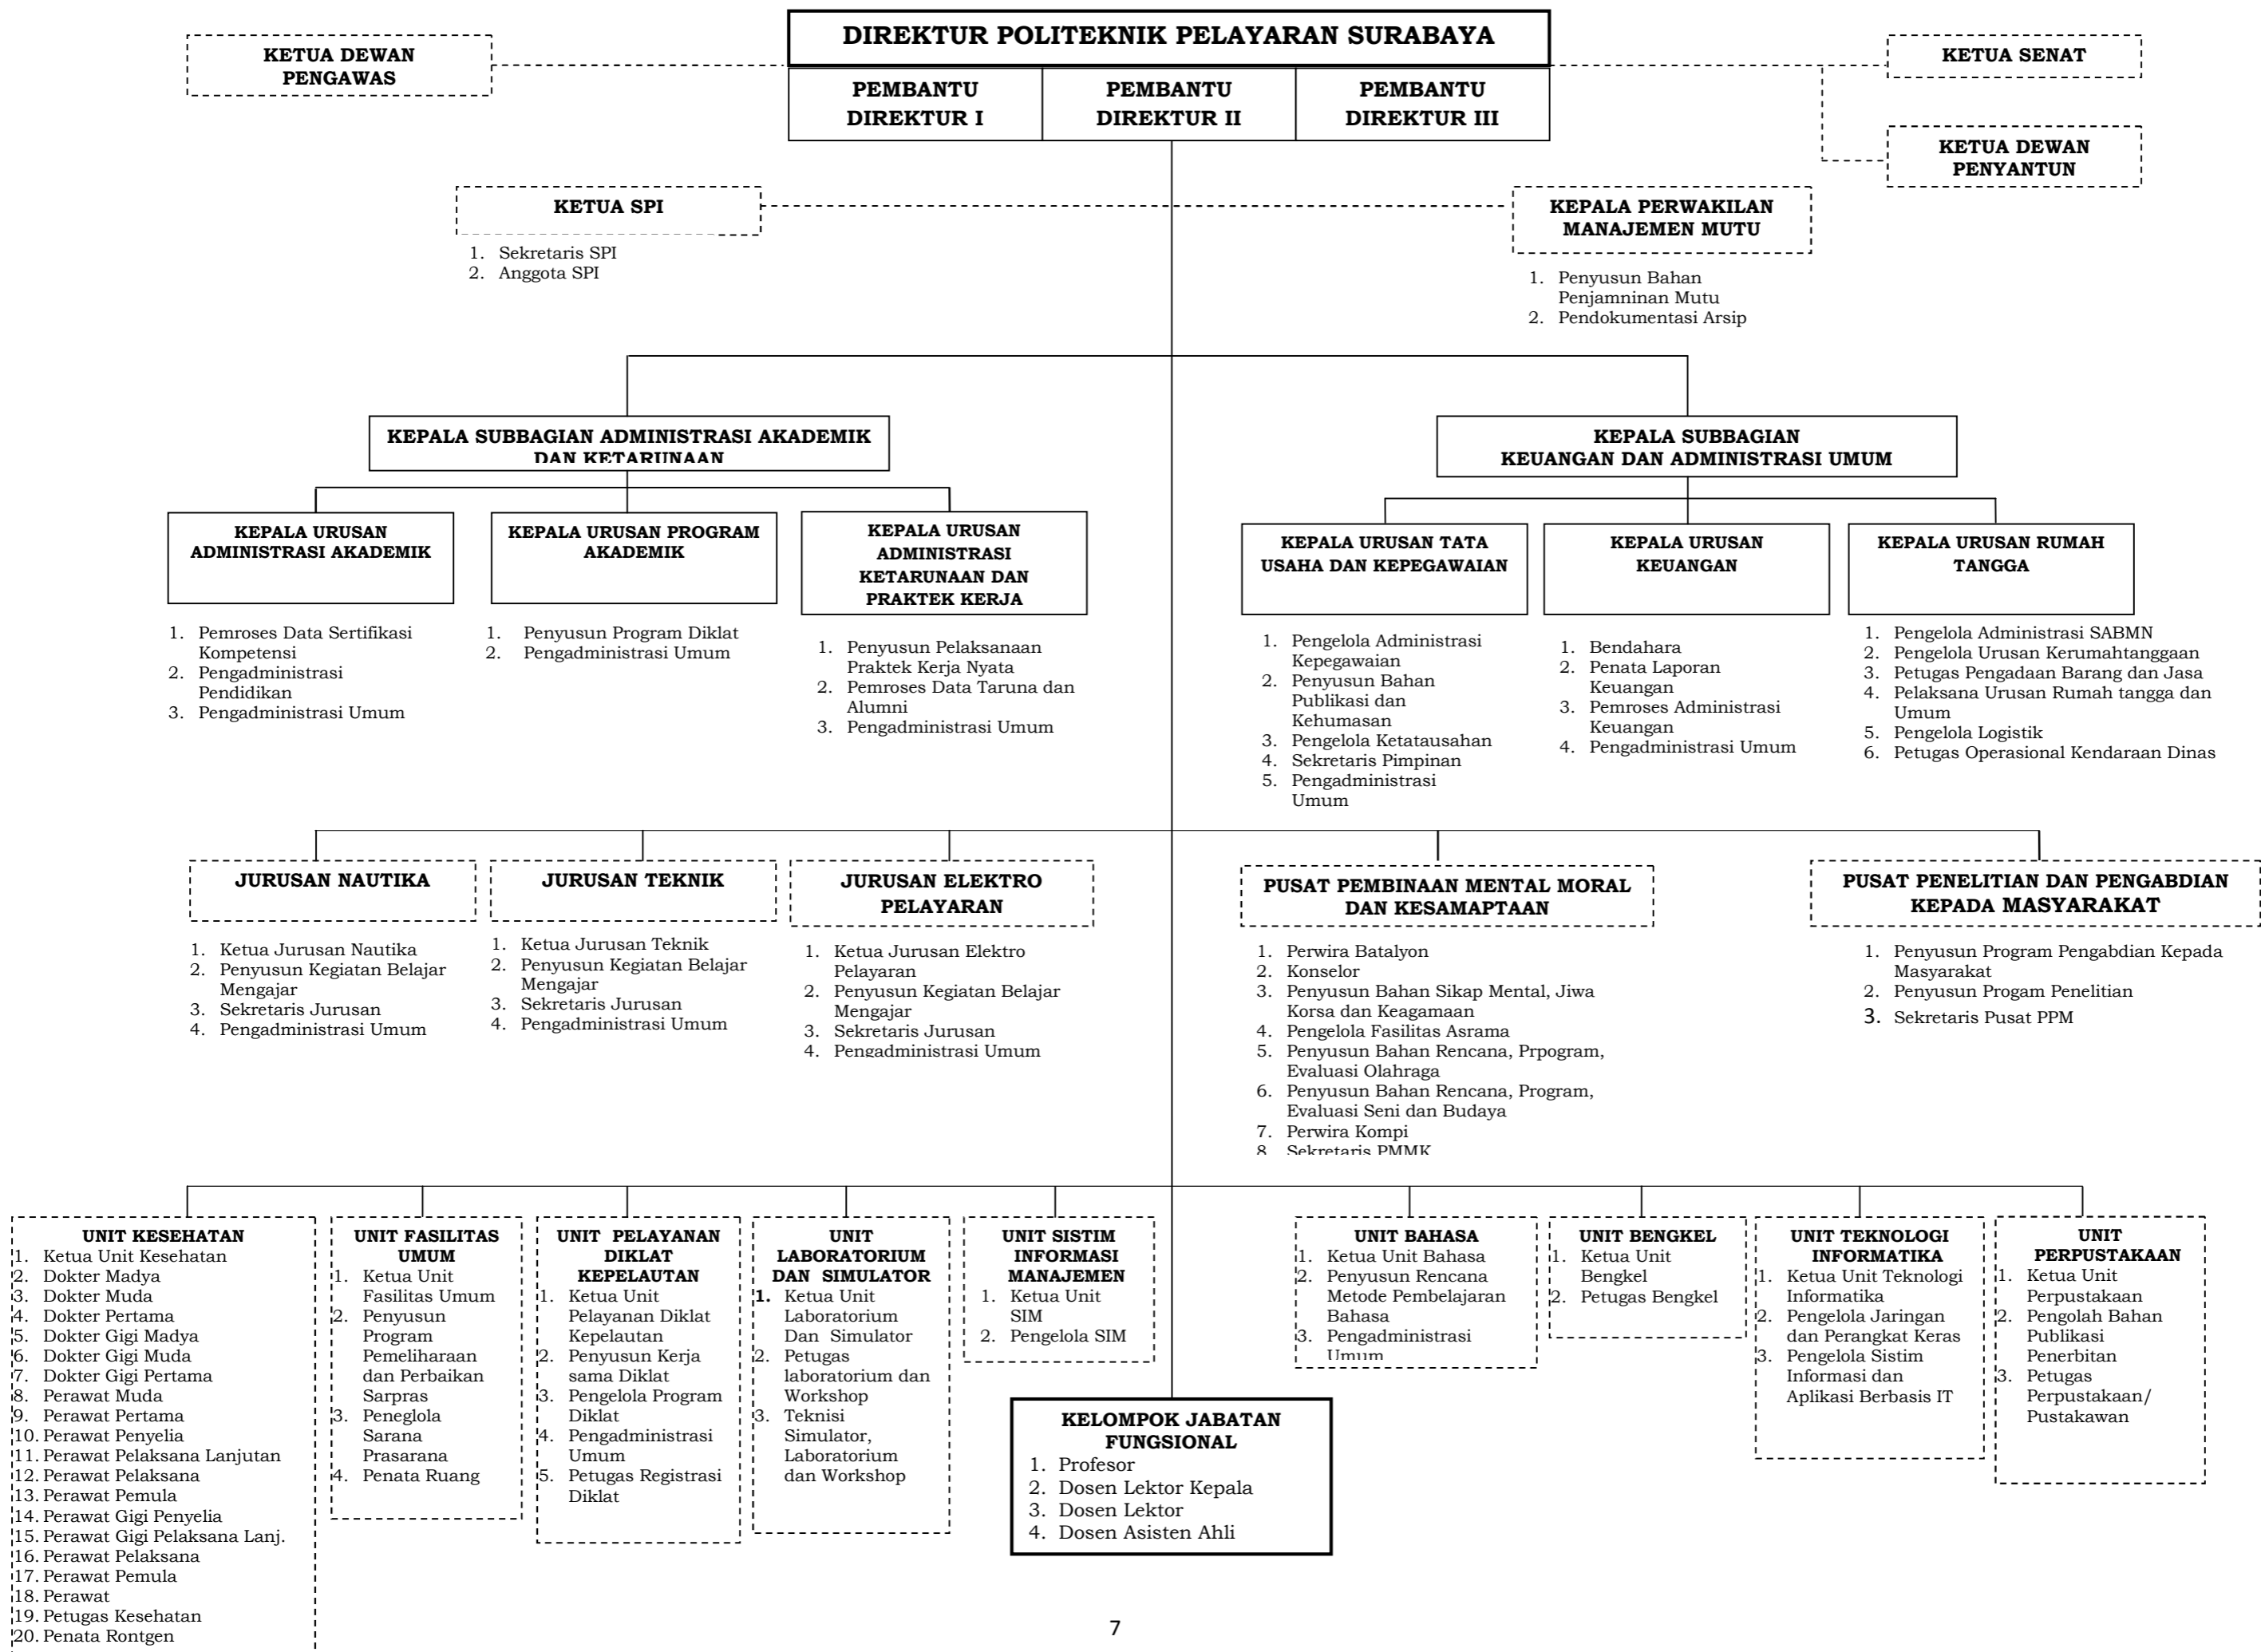 DIREKTUR POLITEKNIK PELAYARAN SURABAYA
KETUA DEWAN
PENGAWAS
KETUA SENAT
PEMBANTU
DIREKTUR I
PEMBANTU
DIREKTUR II
PEMBANTU
DIREKTUR III
KETUA DEWAN
PENYANTUN
KETUA SPI
1. Sekretaris SPI
2. Anggota SPI
KEPALA PERWAKILAN
MANAJEMEN MUTU
1. Penyusun Bahan
Penjamninan Mutu
2. Pendokumentasi Arsip
KEPALA SUBBAGIAN ADMINISTRASI AKADEMIK
DAN KETARUNAAN
KEPALA SUBBAGIAN
KEUANGAN DAN ADMINISTRASI UMUM
KEPALA URUSAN
ADMINISTRASI AKADEMIK
1. Pemroses Data Sertifikasi
Kompetensi
2. Pengadministrasi
Pendidikan
3. Pengadministrasi Umum
KEPALA URUSAN PROGRAM
AKADEMIK
1. Penyusun Program Diklat
2. Pengadministrasi Umum
KEPALA URUSAN
ADMINISTRASI
KETARUNAAN DAN
PRAKTEK KERJA
1. Penyusun Pelaksanaan
Praktek Kerja Nyata
2. Pemroses Data Taruna dan
Alumni
3. Pengadministrasi Umum
KEPALA URUSAN TATA
USAHA DAN KEPEGAWAIAN
1. Pengelola Administrasi
Kepegawaian
2. Penyusun Bahan
Publikasi dan
Kehumasan
3. Pengelola Ketatausahan
4. Sekretaris Pimpinan
5. Pengadministrasi
Umum
KEPALA URUSAN
KEUANGAN
1. Bendahara
2. Penata Laporan
Keuangan
3. Pemroses Administrasi
Keuangan
4. Pengadministrasi Umum
KEPALA URUSAN RUMAH
TANGGA
1. Pengelola Administrasi SABMN
2. Pengelola Urusan Kerumahtanggaan
3. Petugas Pengadaan Barang dan Jasa
4. Pelaksana Urusan Rumah tangga dan
Umum
5. Pengelola Logistik
6. Petugas Operasional Kendaraan Dinas
JURUSAN NAUTIKA
1. Ketua Jurusan Nautika
2. Penyusun Kegiatan Belajar
Mengajar
3. Sekretaris Jurusan
4. Pengadministrasi Umum
JURUSAN TEKNIK
1. Ketua Jurusan Teknik
2. Penyusun Kegiatan Belajar
Mengajar
3. Sekretaris Jurusan
4. Pengadministrasi Umum
JURUSAN ELEKTRO
PELAYARAN
1. Ketua Jurusan Elektro
Pelayaran
2. Penyusun Kegiatan Belajar
Mengajar
3. Sekretaris Jurusan
4. Pengadministrasi Umum
PUSAT PEMBINAAN MENTAL MORAL
DAN KESAMAPTAAN
1. Perwira Batalyon
2. Konselor
3. Penyusun Bahan Sikap Mental, Jiwa
Korsa dan Keagamaan
4. Pengelola Fasilitas Asrama
5. Penyusun Bahan Rencana, Prpogram,
Evaluasi Olahraga
6. Penyusun Bahan Rencana, Program,
Evaluasi Seni dan Budaya
7. Perwira Kompi
8 Sekretaris PMMK
PUSAT PENELITIAN DAN PENGABDIAN
KEPADA MASYARAKAT
1. Penyusun Program Pengabdian Kepada
Masyarakat
2. Penyusun Progam Penelitian
3. Sekretaris Pusat PPM
UNIT KESEHATAN
1. Ketua Unit Kesehatan
2. Dokter Madya
3. Dokter Muda
4. Dokter Pertama
5. Dokter Gigi Madya
6. Dokter Gigi Muda
7. Dokter Gigi Pertama
8. Perawat Muda
9. Perawat Pertama
10. Perawat Penyelia
11. Perawat Pelaksana Lanjutan
12. Perawat Pelaksana
13. Perawat Pemula
14. Perawat Gigi Penyelia
15. Perawat Gigi Pelaksana Lanj.
16. Perawat Pelaksana
17. Perawat Pemula
18. Perawat
19. Petugas Kesehatan
20. Penata Rontgen
UNIT FASILITAS
UMUM
1. Ketua Unit
Fasilitas Umum
2. Penyusun
Program
Pemeliharaan
dan Perbaikan
Sarpras
3. Peneglola
Sarana
Prasarana
4. Penata Ruang
UNIT PELAYANAN
DIKLAT
KEPELAUTAN
1. Ketua Unit
Pelayanan Diklat
Kepelautan
2. Penyusun Kerja
sama Diklat
3. Pengelola Program
Diklat
4. Pengadministrasi
Umum
5. Petugas Registrasi
Diklat
UNIT
LABORATORIUM
DAN SIMULATOR
1. Ketua Unit
Laboratorium
Dan Simulator
2. Petugas
laboratorium dan
Workshop
3. Teknisi
Simulator,
Laboratorium
dan Workshop
UNIT SISTIM
INFORMASI
MANAJEMEN
1. Ketua Unit
SIM
2. Pengelola SIM
KELOMPOK JABATAN
FUNGSIONAL
1. Profesor
2. Dosen Lektor Kepala
3. Dosen Lektor
4. Dosen Asisten Ahli
UNIT BAHASA
1. Ketua Unit Bahasa
2. Penyusun Rencana
Metode Pembelajaran
Bahasa
3. Pengadministrasi
Umum
UNIT BENGKEL
1. Ketua Unit
Bengkel
2. Petugas Bengkel
UNIT TEKNOLOGI
INFORMATIKA
1. Ketua Unit Teknologi
Informatika
2. Pengelola Jaringan
dan Perangkat Keras
3. Pengelola Sistim
Informasi dan
Aplikasi Berbasis IT
UNIT
PERPUSTAKAAN
1. Ketua Unit
Perpustakaan
2. Pengolah Bahan
Publikasi
Penerbitan
3. Petugas
Perpustakaan/
Pustakawan
7